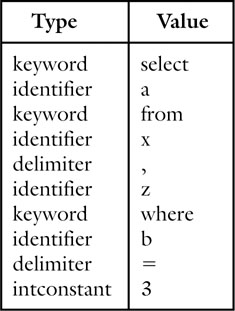 Type Value
keyword select
identifier a
keyword from
identifier x
delimiter ,
identifier z
keyword where
identifier b
delimiter =
intconstant 3